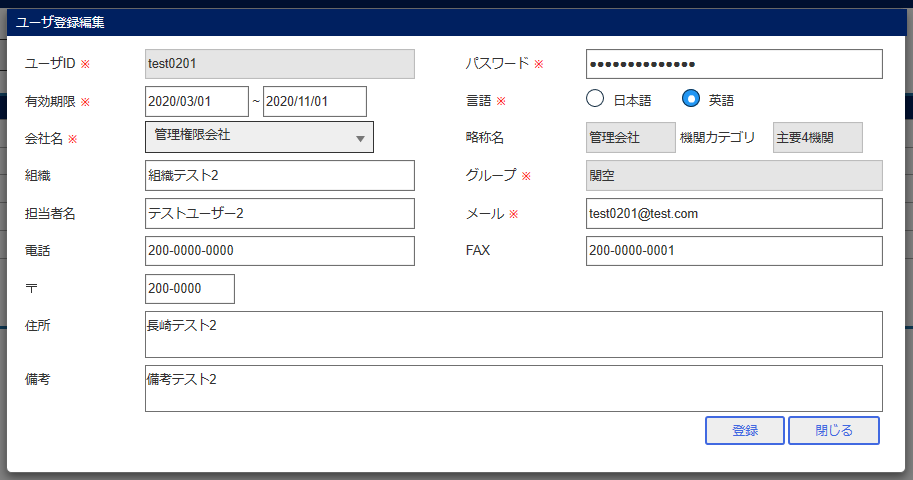 ユーザ登録編集
ユーザID ※ test0201 パスワード ※ ●●●●●●●●●●●●●●
有効期限 ※ 2020/03/01 ~ 2020/11/01 言語 ※ 日本語 英語
会社名 ※ 管理権限会社 略称名 管理会社 機関カテゴリ 主要4機関
組織 組織テスト2 グループ ※ 関空
担当者名 テストユーザー2 メール ※ test0201@test.com
電話 200-0000-0000 FAX 200-0000-0001
〒 200-0000
住所 長崎テスト2
備考 備考テスト2
登録 閉じる